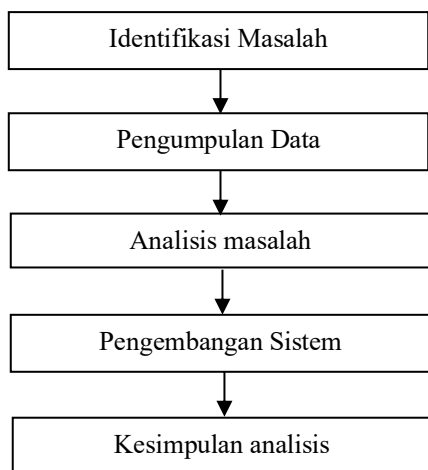 Identifikasi Masalah
Pengumpulan Data
Analisis masalah
Pengembangan Sistem
Kesimpulan analisis